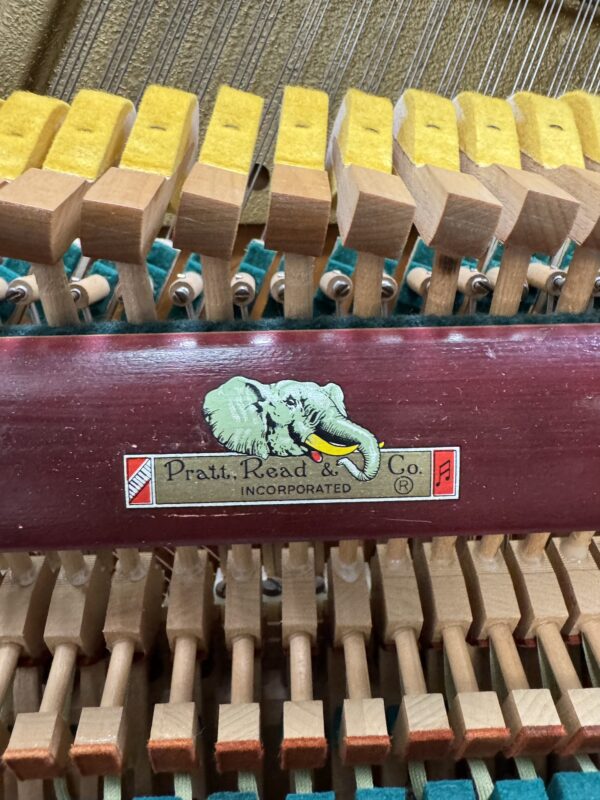 Pratt, Read & Co.
INCORPORATED ®